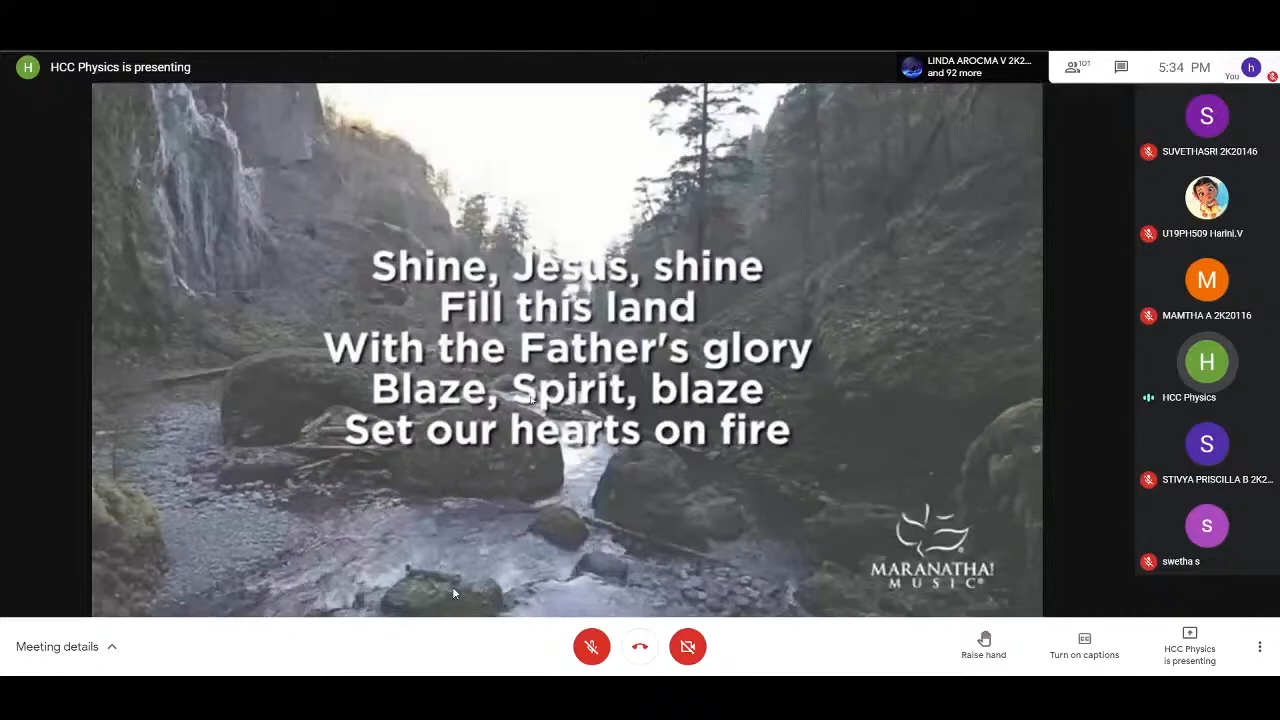 H
HCC Physics is presenting
LINDA AROCMA V 2K2...
and 92 more
101
5:34 PM
You
h
S
SUVETHASRI 2K20146
U19PH509 Harini.V
M
MAMTHA A 2K20116
H
HCC Physics
S
STIVYA PRISCILLA B 2K2...
s
swetha s
Shine, Jesus, shine
Fill this land
With the Father's glory
Blaze, Spirit, blaze
Set our hearts on fire
MARANATHA!
MUSIC®
Meeting details
Raise hand
CC
Turn on captions
HCC Physics
is presenting